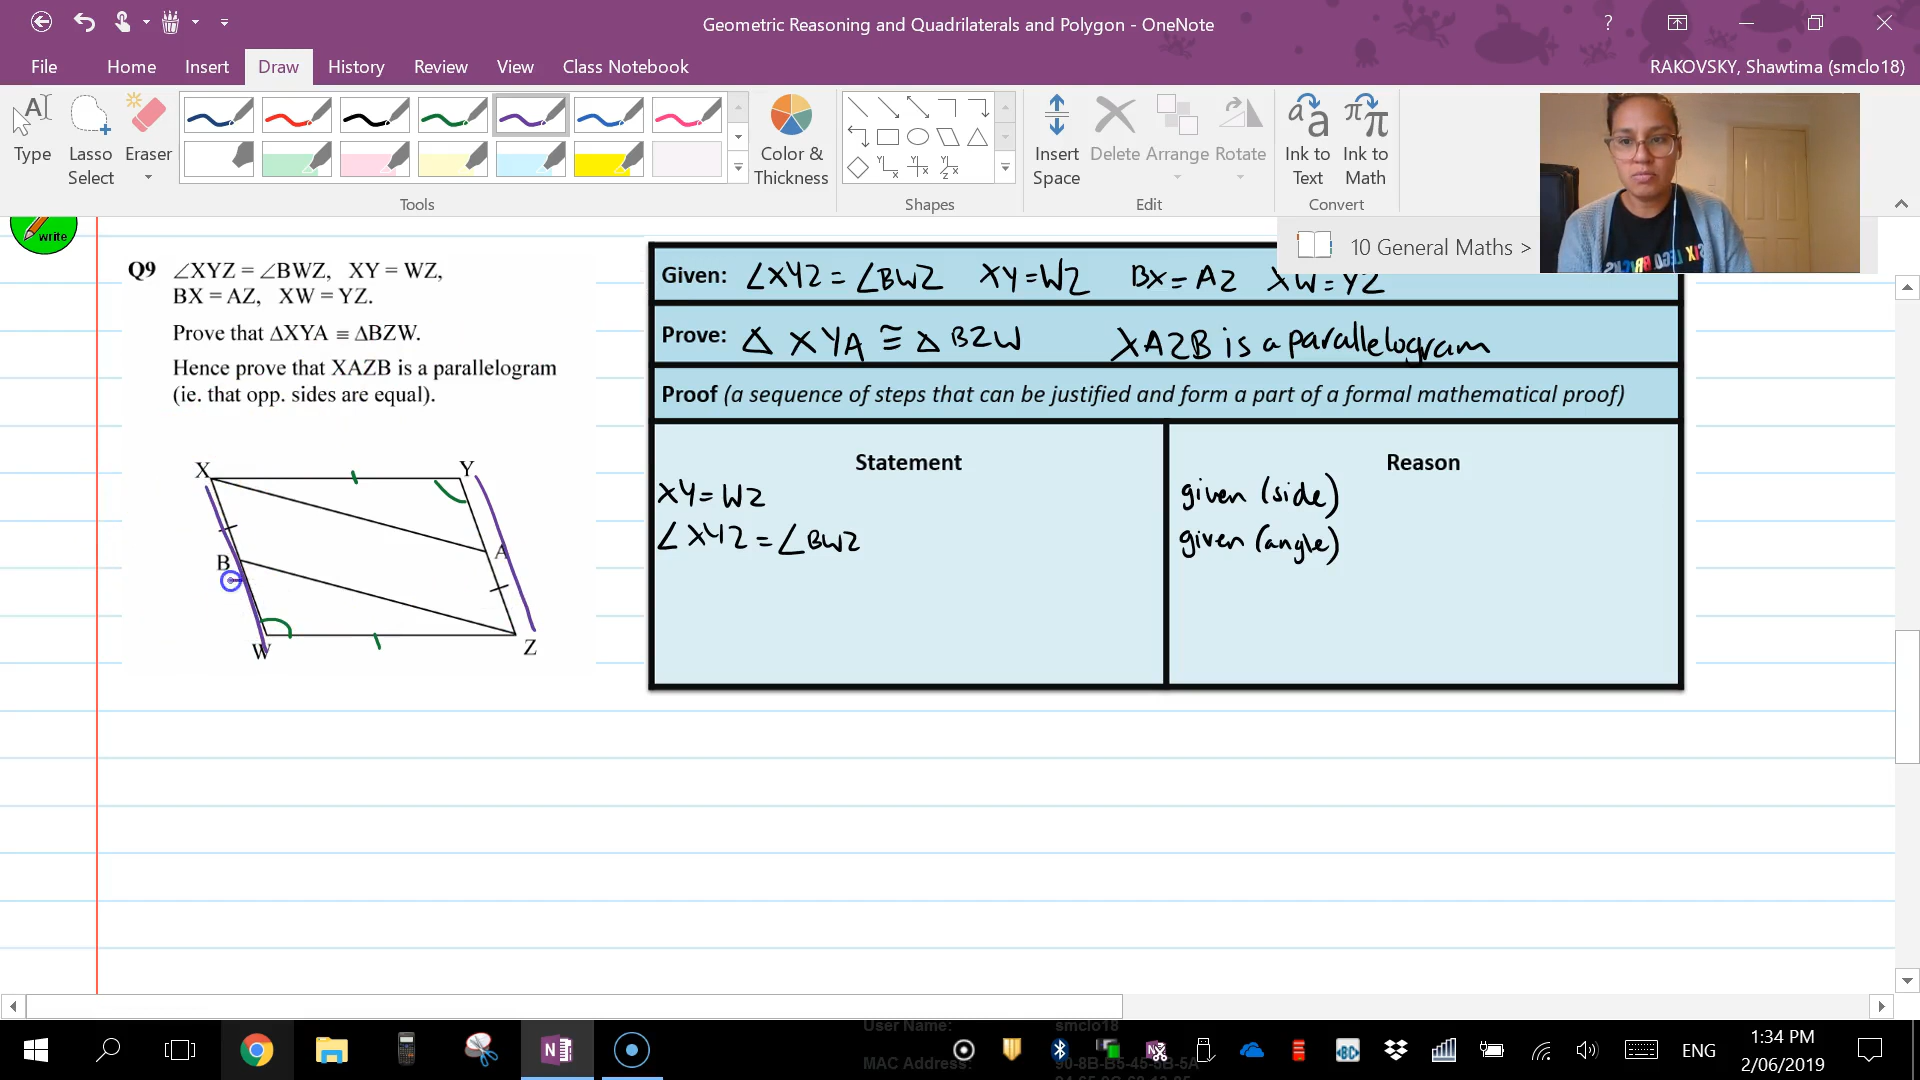 Geometric Reasoning and Quadrilaterals and Polygon - OneNote
?
File Home Insert Draw History Review View Class Notebook
RAKOVSKY, Shawtima (smclo18)
Type
Lasso Select
Eraser
Color & Thickness
Insert Space
Delete
Arrange
Rotate
Ink to Text
Ink to Math
Tools
Shapes
Edit
Convert
write
10 General Maths >
Q9 ∠XYZ = ∠BWZ, XY = WZ,
BX = AZ, XW = YZ.
Prove that ΔXYA ≡ ΔBZW.
Hence prove that XAZB is a parallelogram
(ie. that opp. sides are equal).
X
Y
B
A
W
Z
Given: ∠XYZ = ∠BWZ XY = WZ BX = AZ XW = YZ
Prove: Δ XYA ≅ Δ BZW XAZB is a parallelogram
Proof (a sequence of steps that can be justified and form a part of a formal mathematical proof)
Statement
Reason
XY = WZ
given (side)
∠XYZ = ∠BWZ
given (angle)
User Name: smclo18
MAC Address:
ENG
1:34 PM
2/06/2019